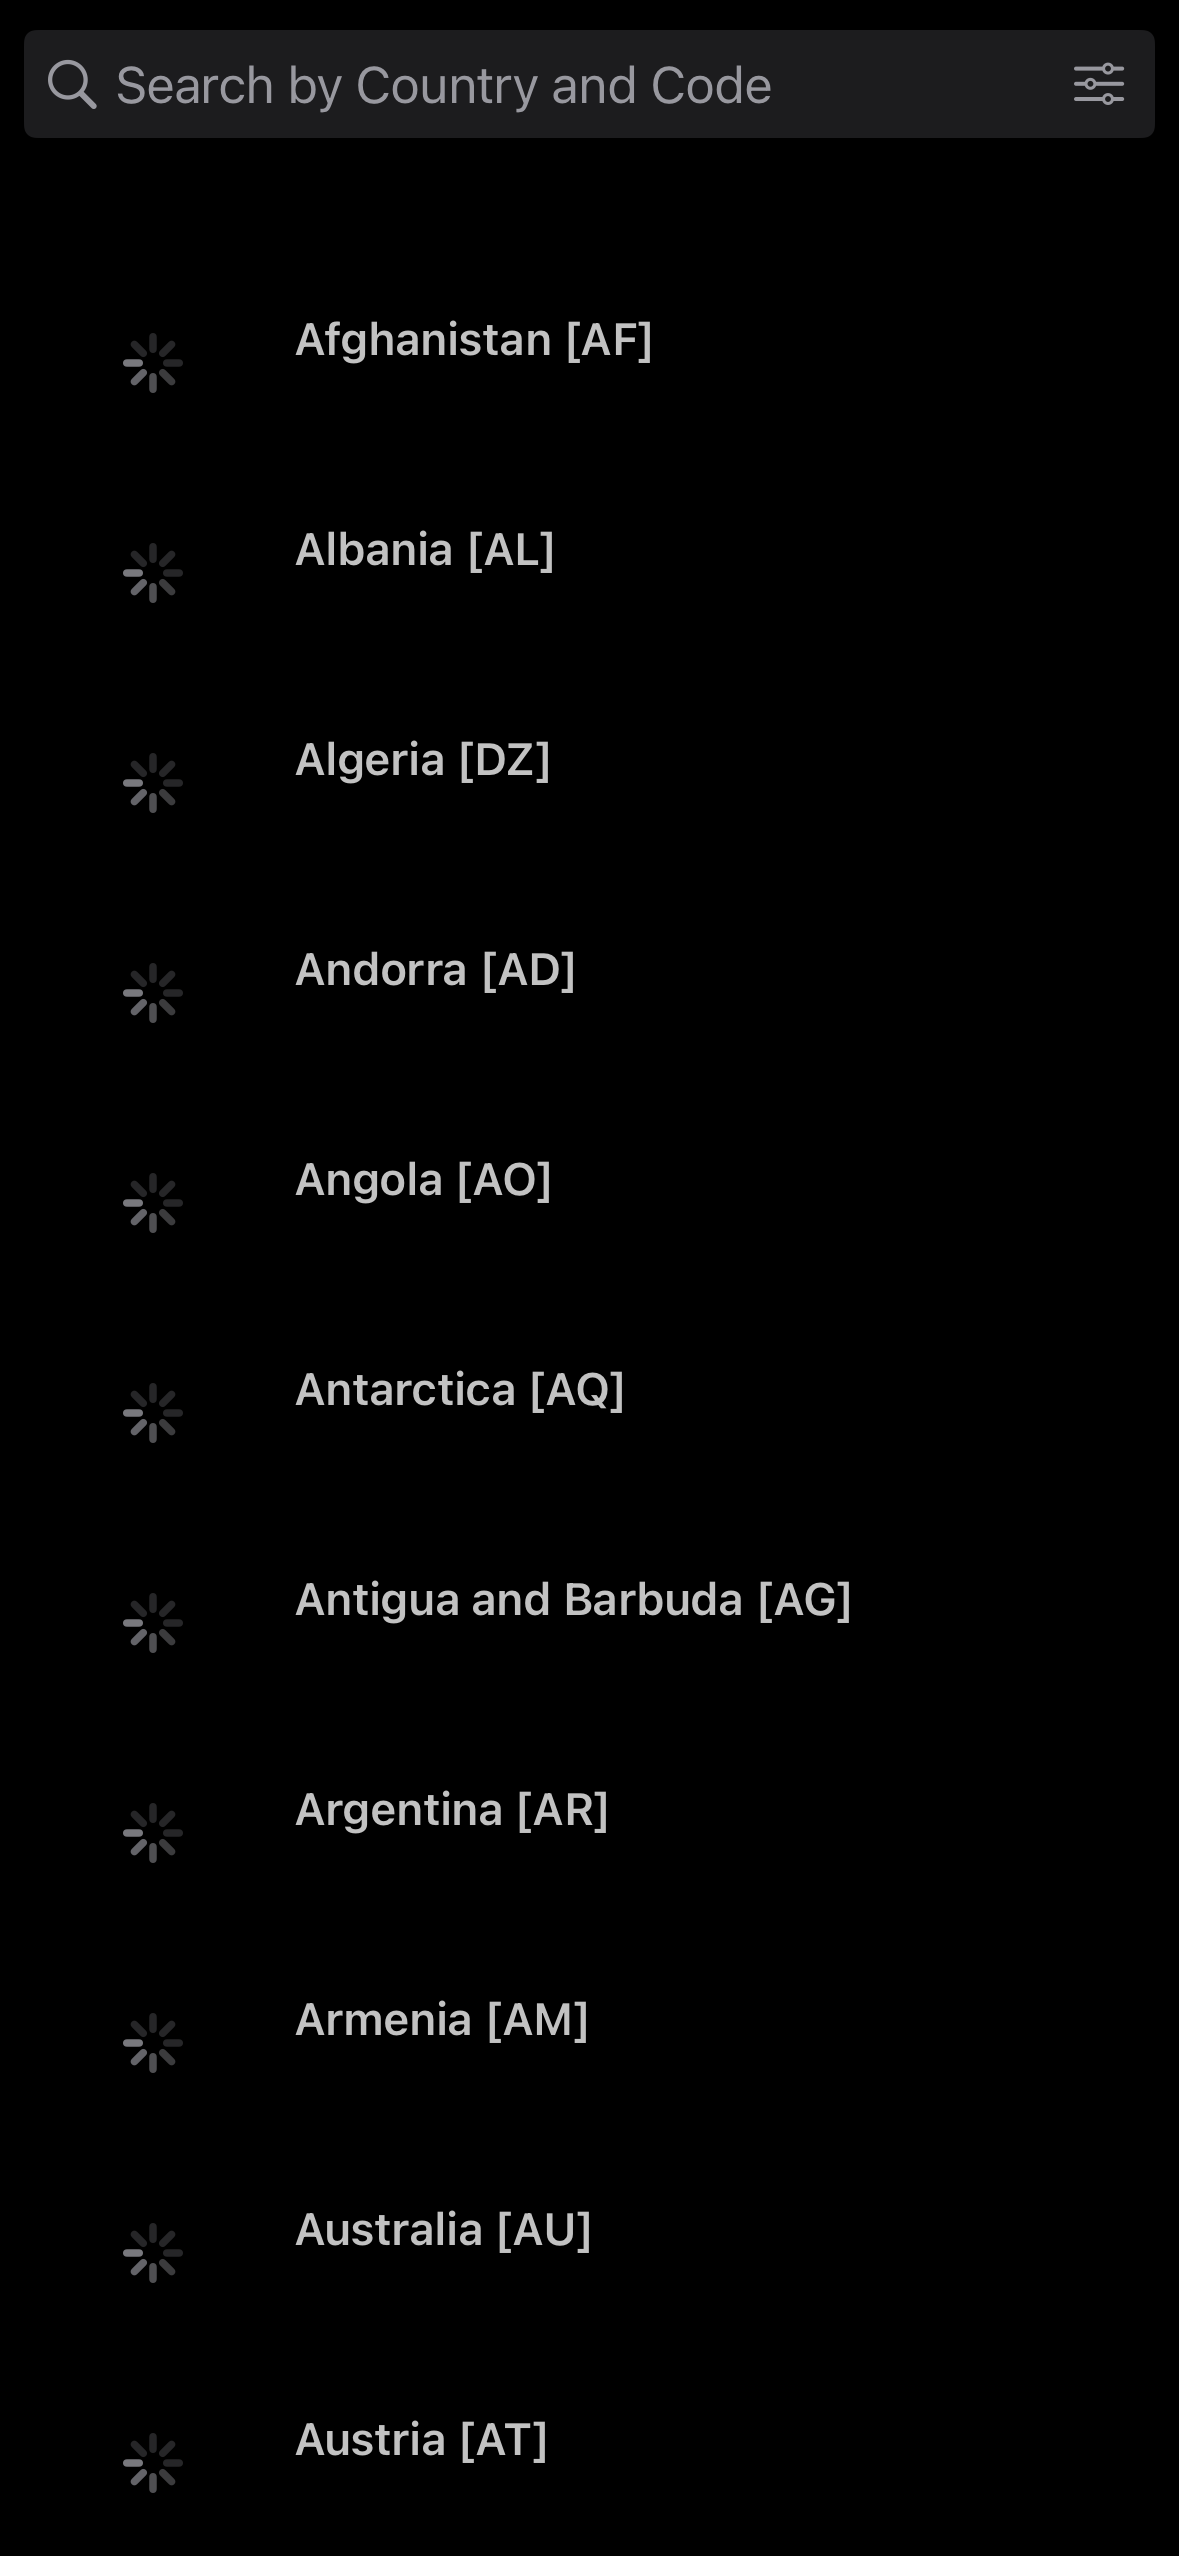 Search by Country and Code
Afghanistan [AF]
Albania [AL]
Algeria [DZ]
Andorra [AD]
Angola [AO]
Antarctica [AQ]
Antigua and Barbuda [AG]
Argentina [AR]
Armenia [AM]
Australia [AU]
Austria [AT]